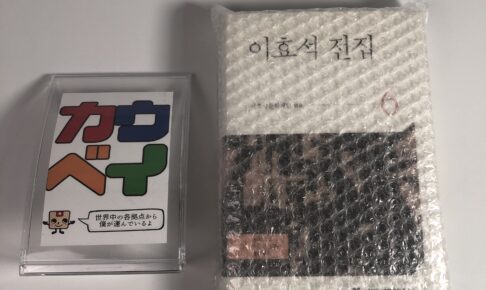 カウ
ベイ
世界中の各拠点から
僕が運んでいるよ
이효석 전집
6